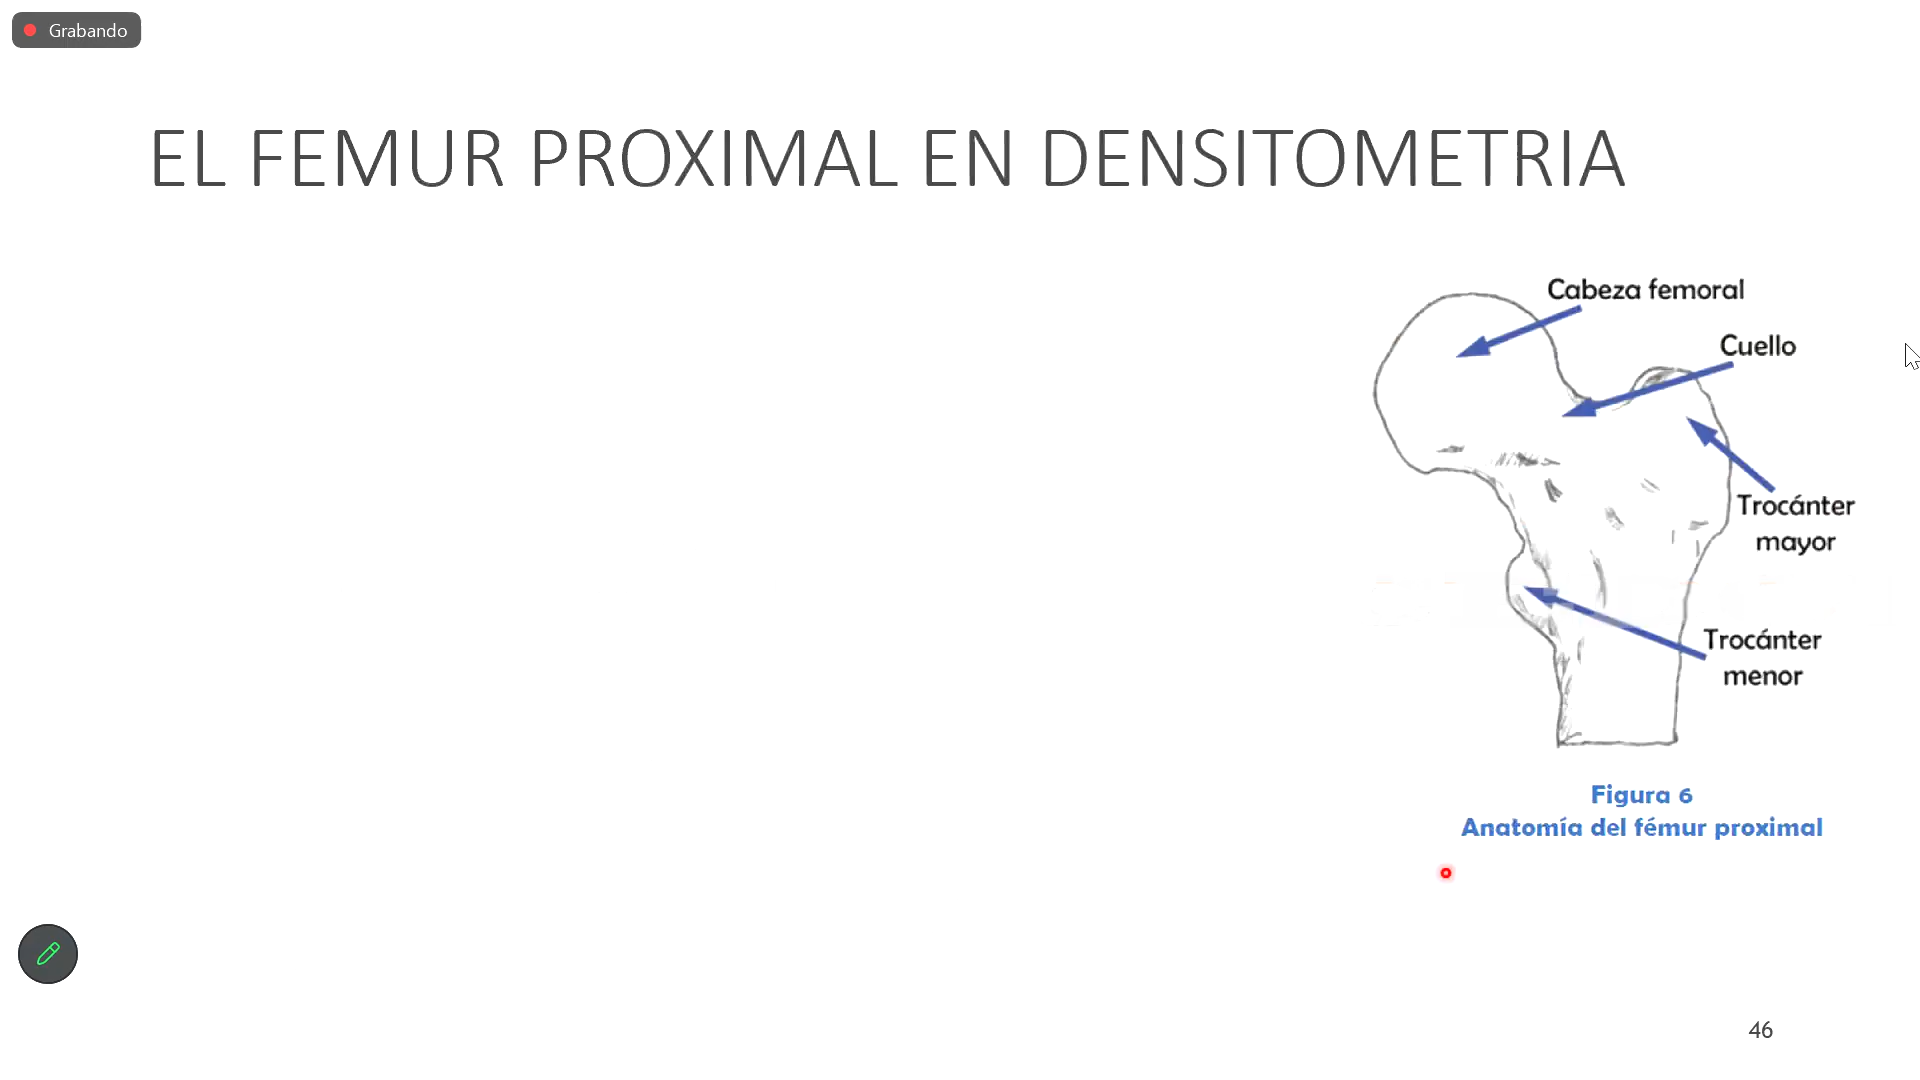 Grabando
EL FEMUR PROXIMAL EN DENSITOMETRIA
Cabeza femoral
Cuello
Trocánter
mayor
Trocánter
menor
Figura 6
Anatomía del fémur proximal
46